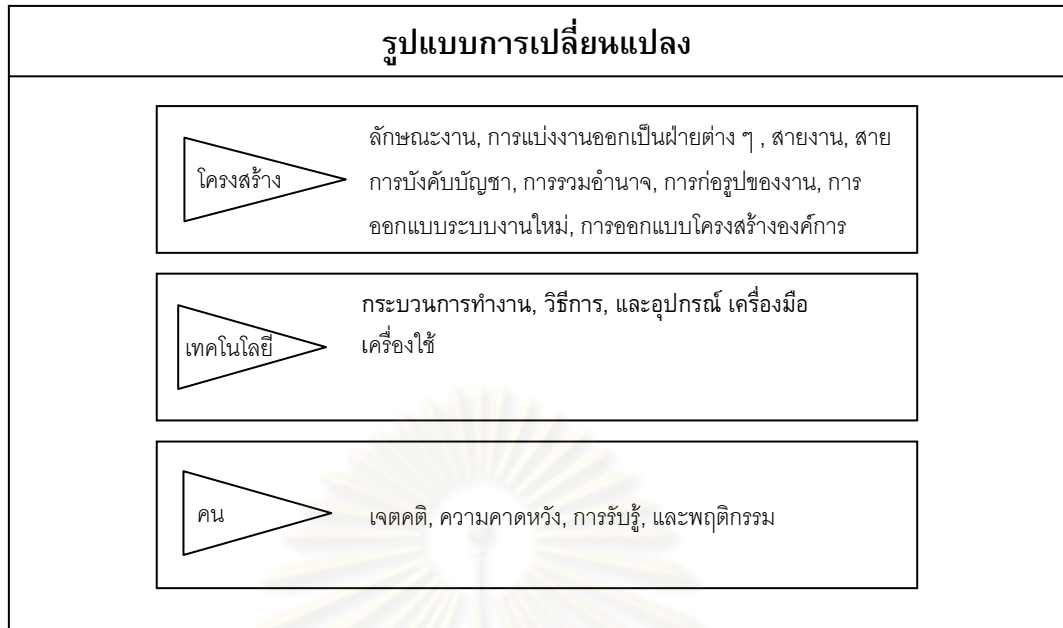 รูปแบบการเปลี่ยนแปลง
โครงสร้าง
ลักษณะงาน, การแบ่งงานออกเป็นฝ่ายต่าง ๆ , สายงาน, สาย
การบังคับบัญชา, การรวมอำนาจ, การก่อรูปของงาน, การ
ออกแบบระบบงานใหม่, การออกแบบโครงสร้างองค์การ
เทคโนโลยี
กระบวนการทำงาน, วิธีการ, และอุปกรณ์ เครื่องมือ
เครื่องใช้
คน
เจตคติ, ความคาดหวัง, การรับรู้, และพฤติกรรม